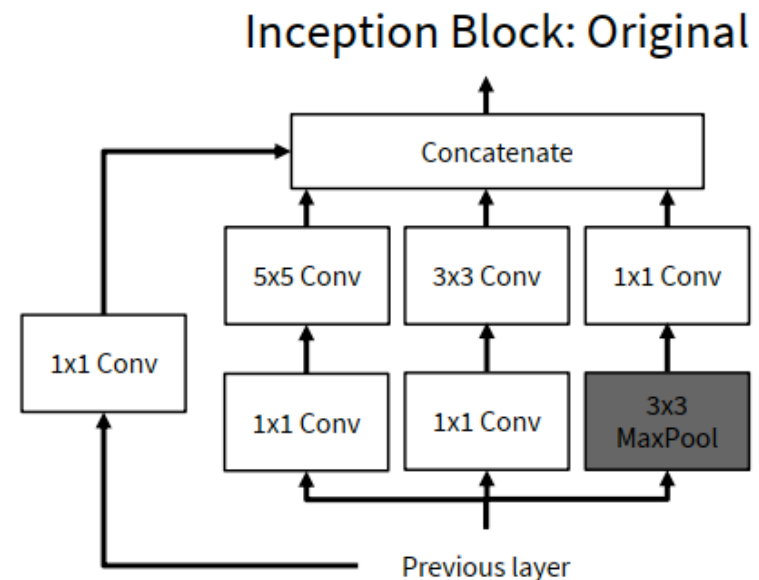 Inception Block: Original
Concatenate
5x5 Conv
3x3 Conv
1x1 Conv
1x1 Conv
1x1 Conv
1x1 Conv
3x3
MaxPool
Previous layer